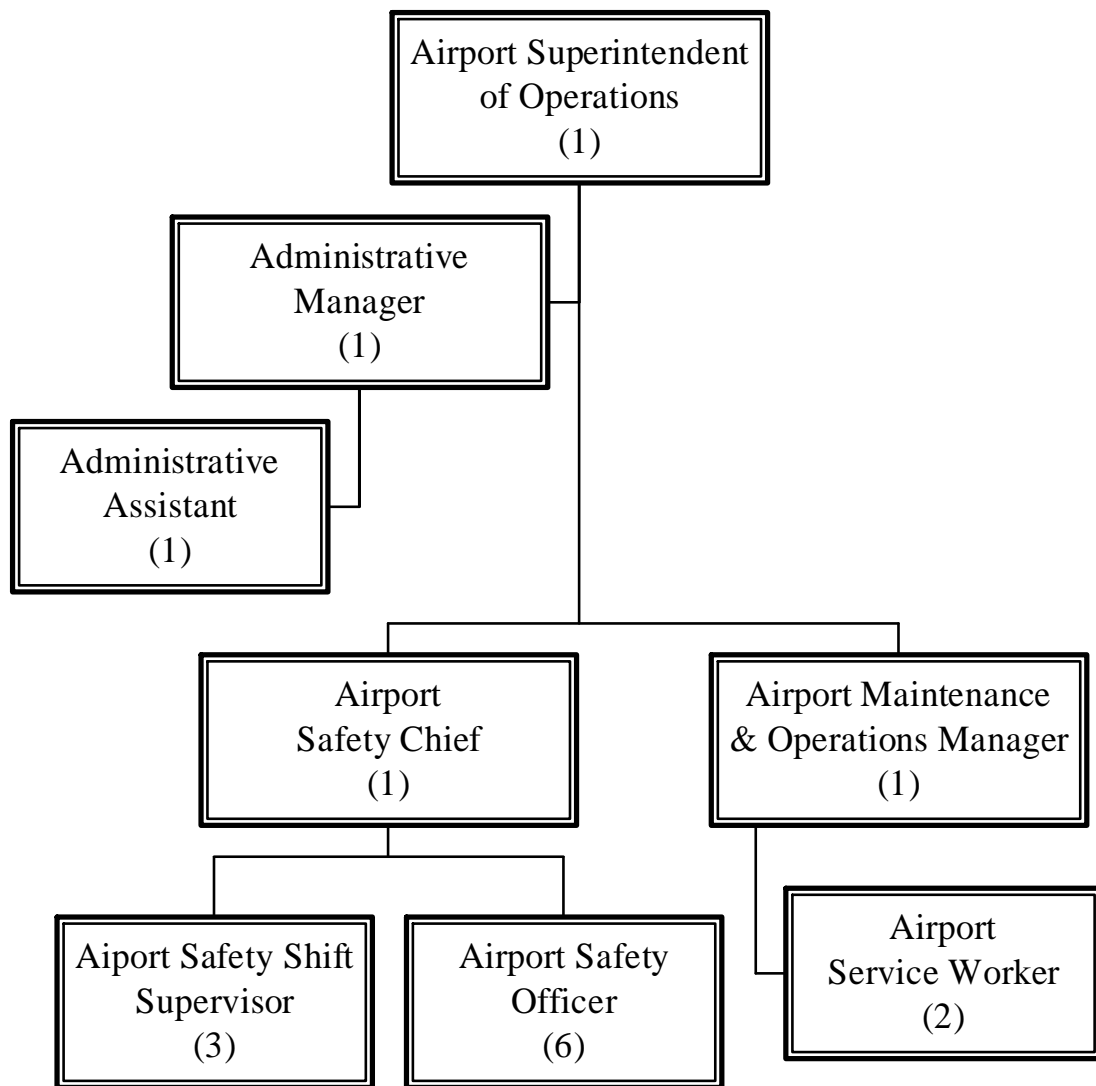 Airport Superintendent
of Operations
(1)
Administrative
Manager
(1)
Administrative
Assistant
(1)
Airport
Safety Chief
(1)
Airport Maintenance
& Operations Manager
(1)
Aiport Safety Shift
Supervisor
(3)
Airport Safety
Officer
(6)
Airport
Service Worker
(2)